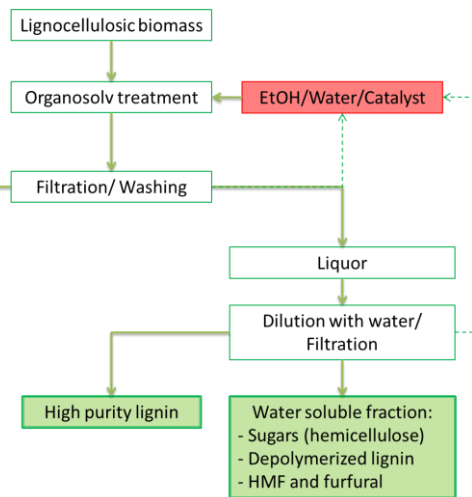 Lignocellulosic biomass
Organosolv treatment
EtOH/Water/Catalyst
Filtration/ Washing
Liquor
Dilution with water/
Filtration
High purity lignin
Water soluble fraction:
- Sugars (hemicellulose)
- Depolymerized lignin
- HMF and furfural